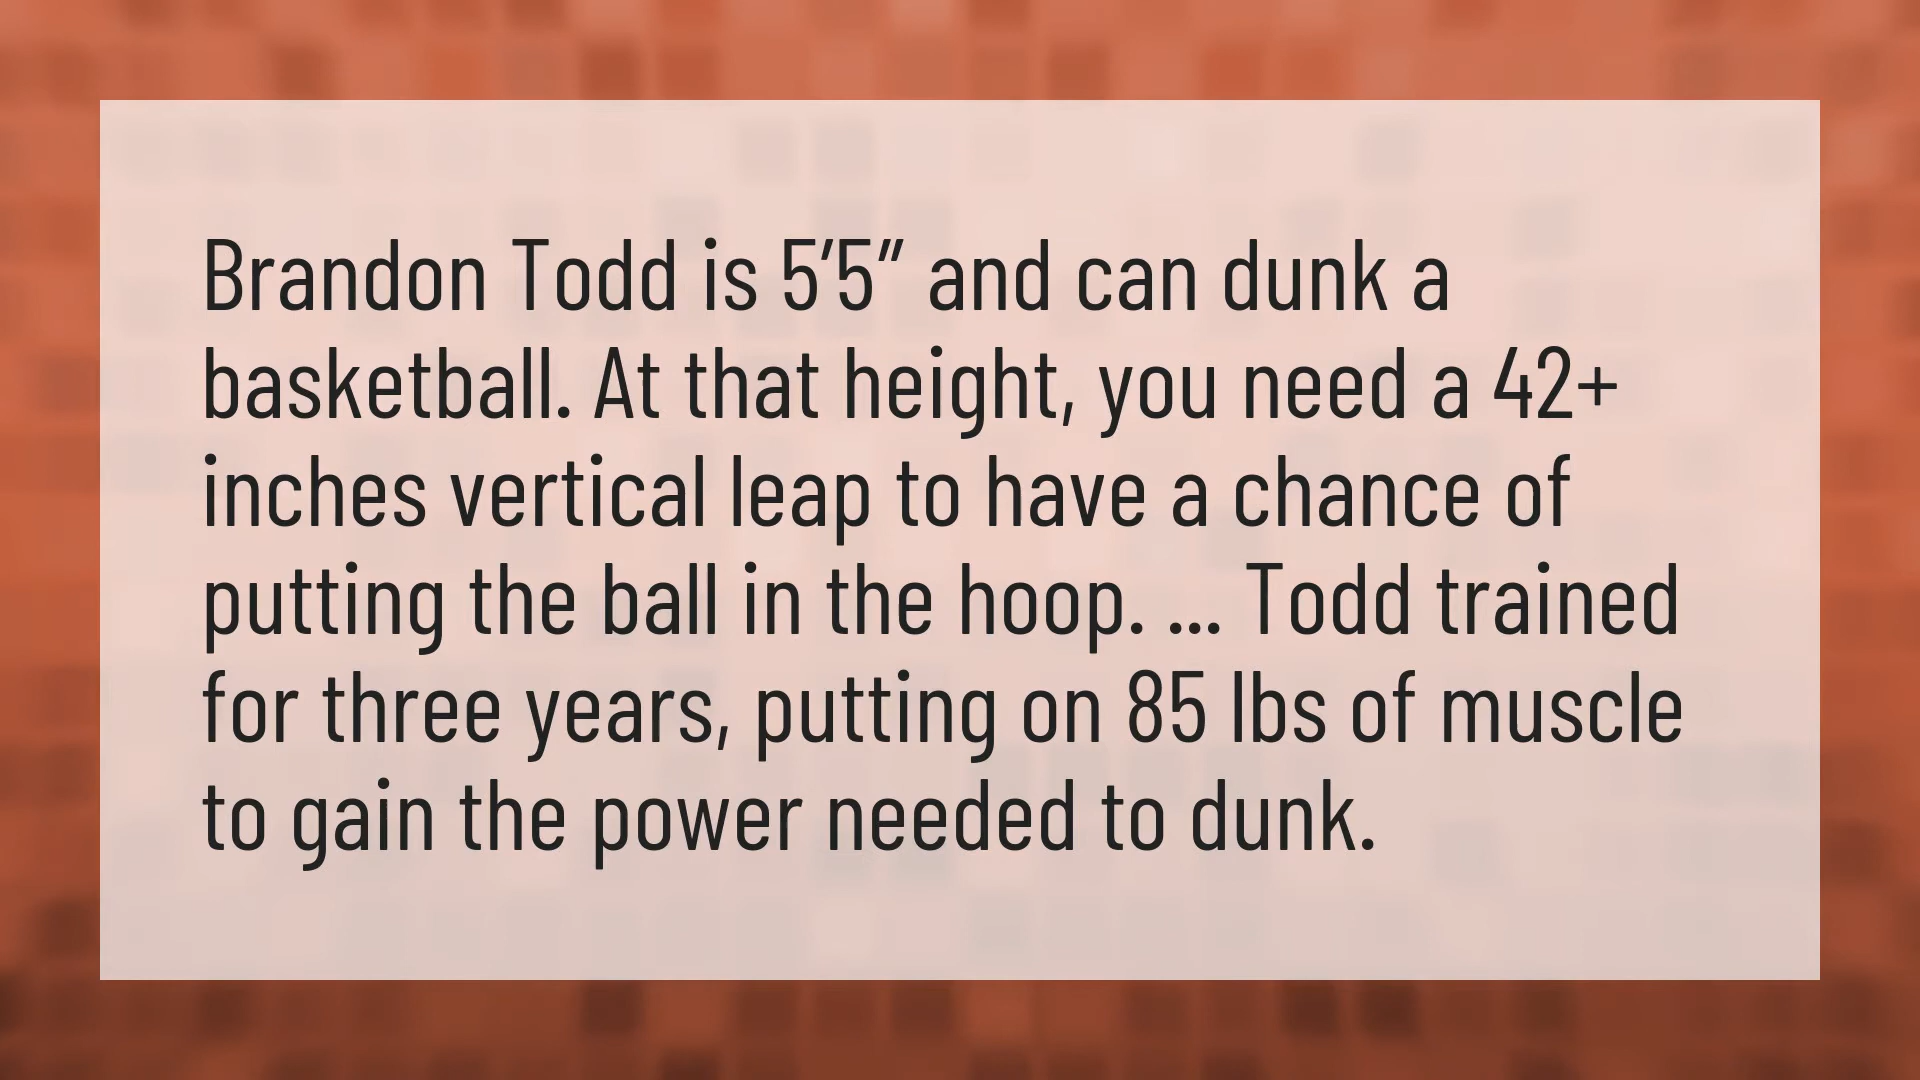 Brandon Todd is 5′5″ and can dunk a
basketball. At that height, you need a 42+
inches vertical leap to have a chance of
putting the ball in the hoop. ... Todd trained
for three years, putting on 85 lbs of muscle
to gain the power needed to dunk.